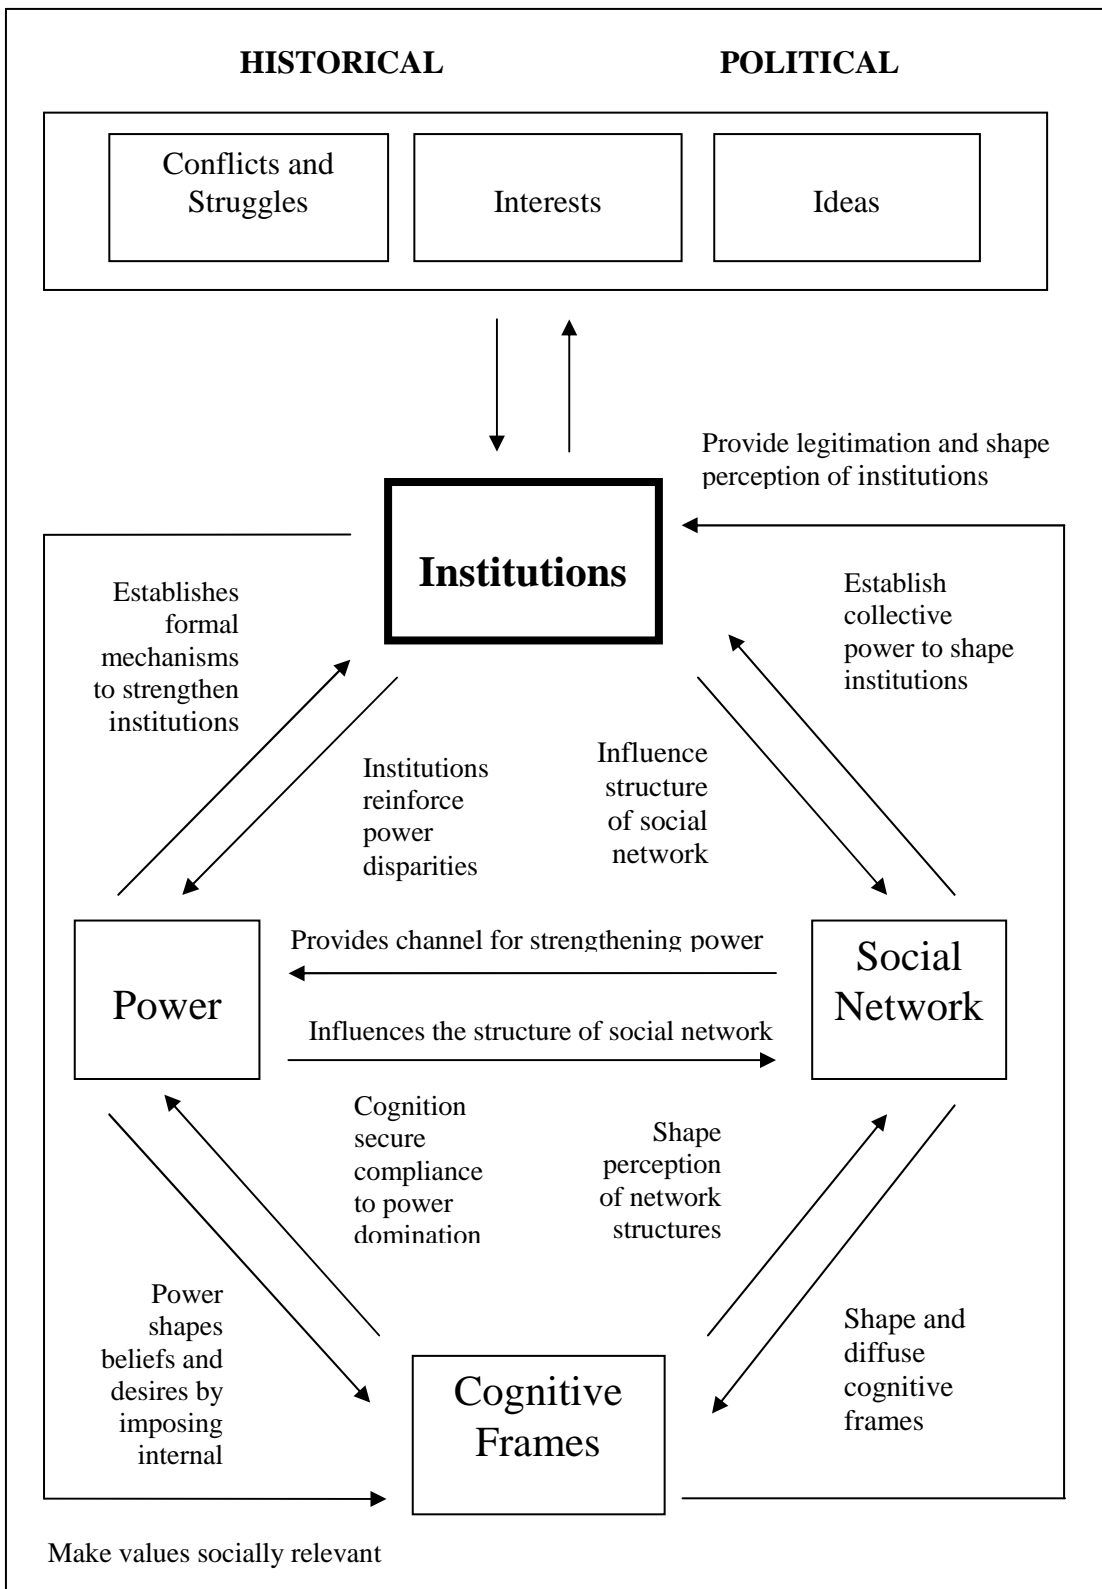 HISTORICAL POLITICAL
Conflicts and
Struggles
Interests
Ideas
Provide legitimation and shape
perception of institutions
Institutions
Establishes
formal
mechanisms
to strengthen
institutions
Establish
collective
power to shape
institutions
Institutions
reinforce
power
disparities
Influence
structure
of social
network
Provides channel for strengthening power
Power
Social
Network
Influences the structure of social network
Cognition
secure
compliance
to power
domination
Shape
perception
of network
structures
Power
shapes
beliefs and
desires by
imposing
internal
Shape and
diffuse
cognitive
frames
Cognitive
Frames
Make values socially relevant